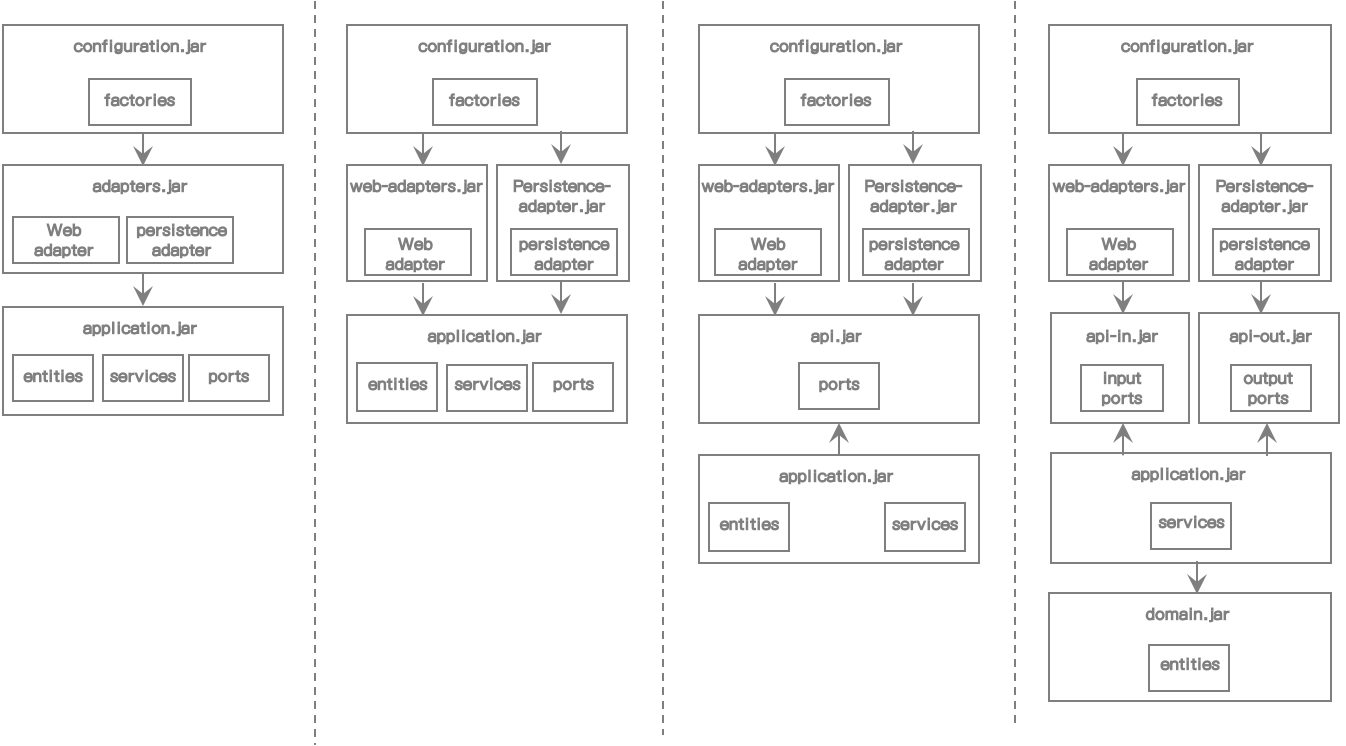 configuration.jar
factories
adapters.jar
Web
adapter
persistence
adapter
application.jar
entities
services
ports
configuration.jar
factories
web-adapters.jar
Web
adapter
Persistence-
adapter.jar
persistence
adapter
application.jar
entities
services
ports
configuration.jar
factories
web-adapters.jar
Web
adapter
Persistence-
adapter.jar
persistence
adapter
api.jar
ports
application.jar
entities
services
configuration.jar
factories
web-adapters.jar
Web
adapter
Persistence-
adapter.jar
persistence
adapter
api-in.jar
input
ports
api-out.jar
output
ports
application.jar
services
domain.jar
entities